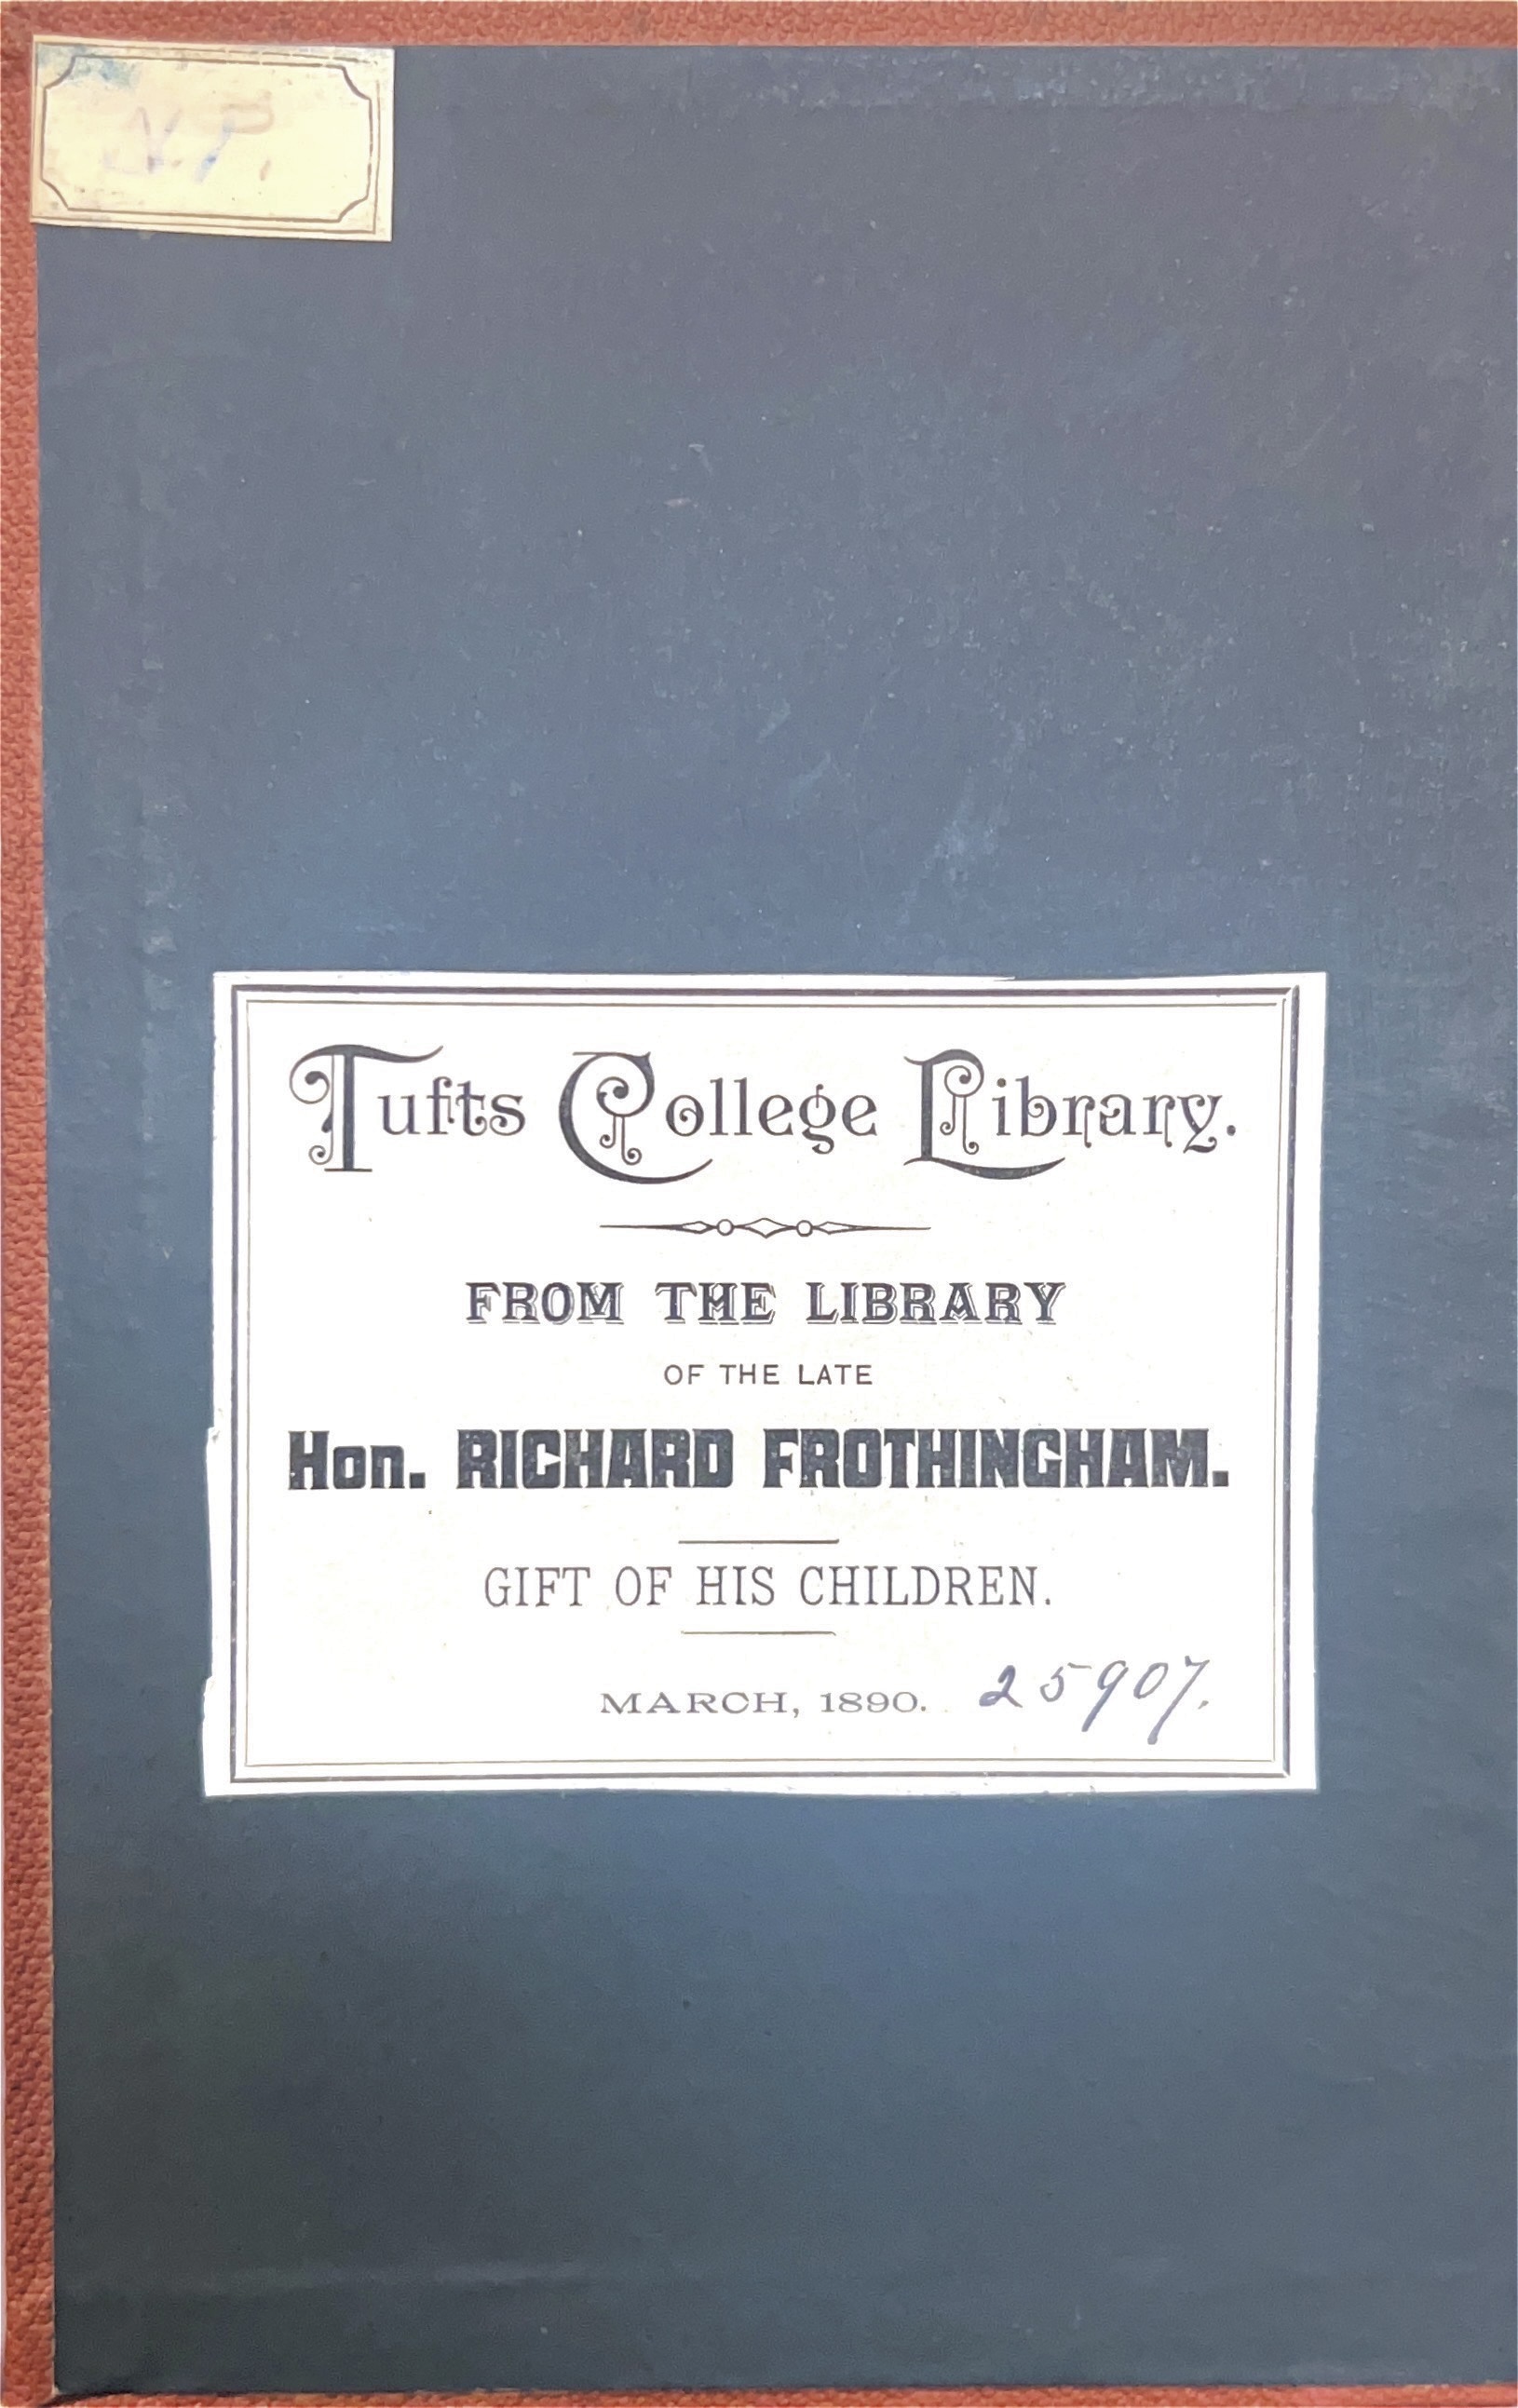 Tufts College Library.
FROM THE LIBRARY
OF THE LATE
Hon. RICHARD FROTHINGHAM.
GIFT OF HIS CHILDREN.
MARCH, 1890. 25907.